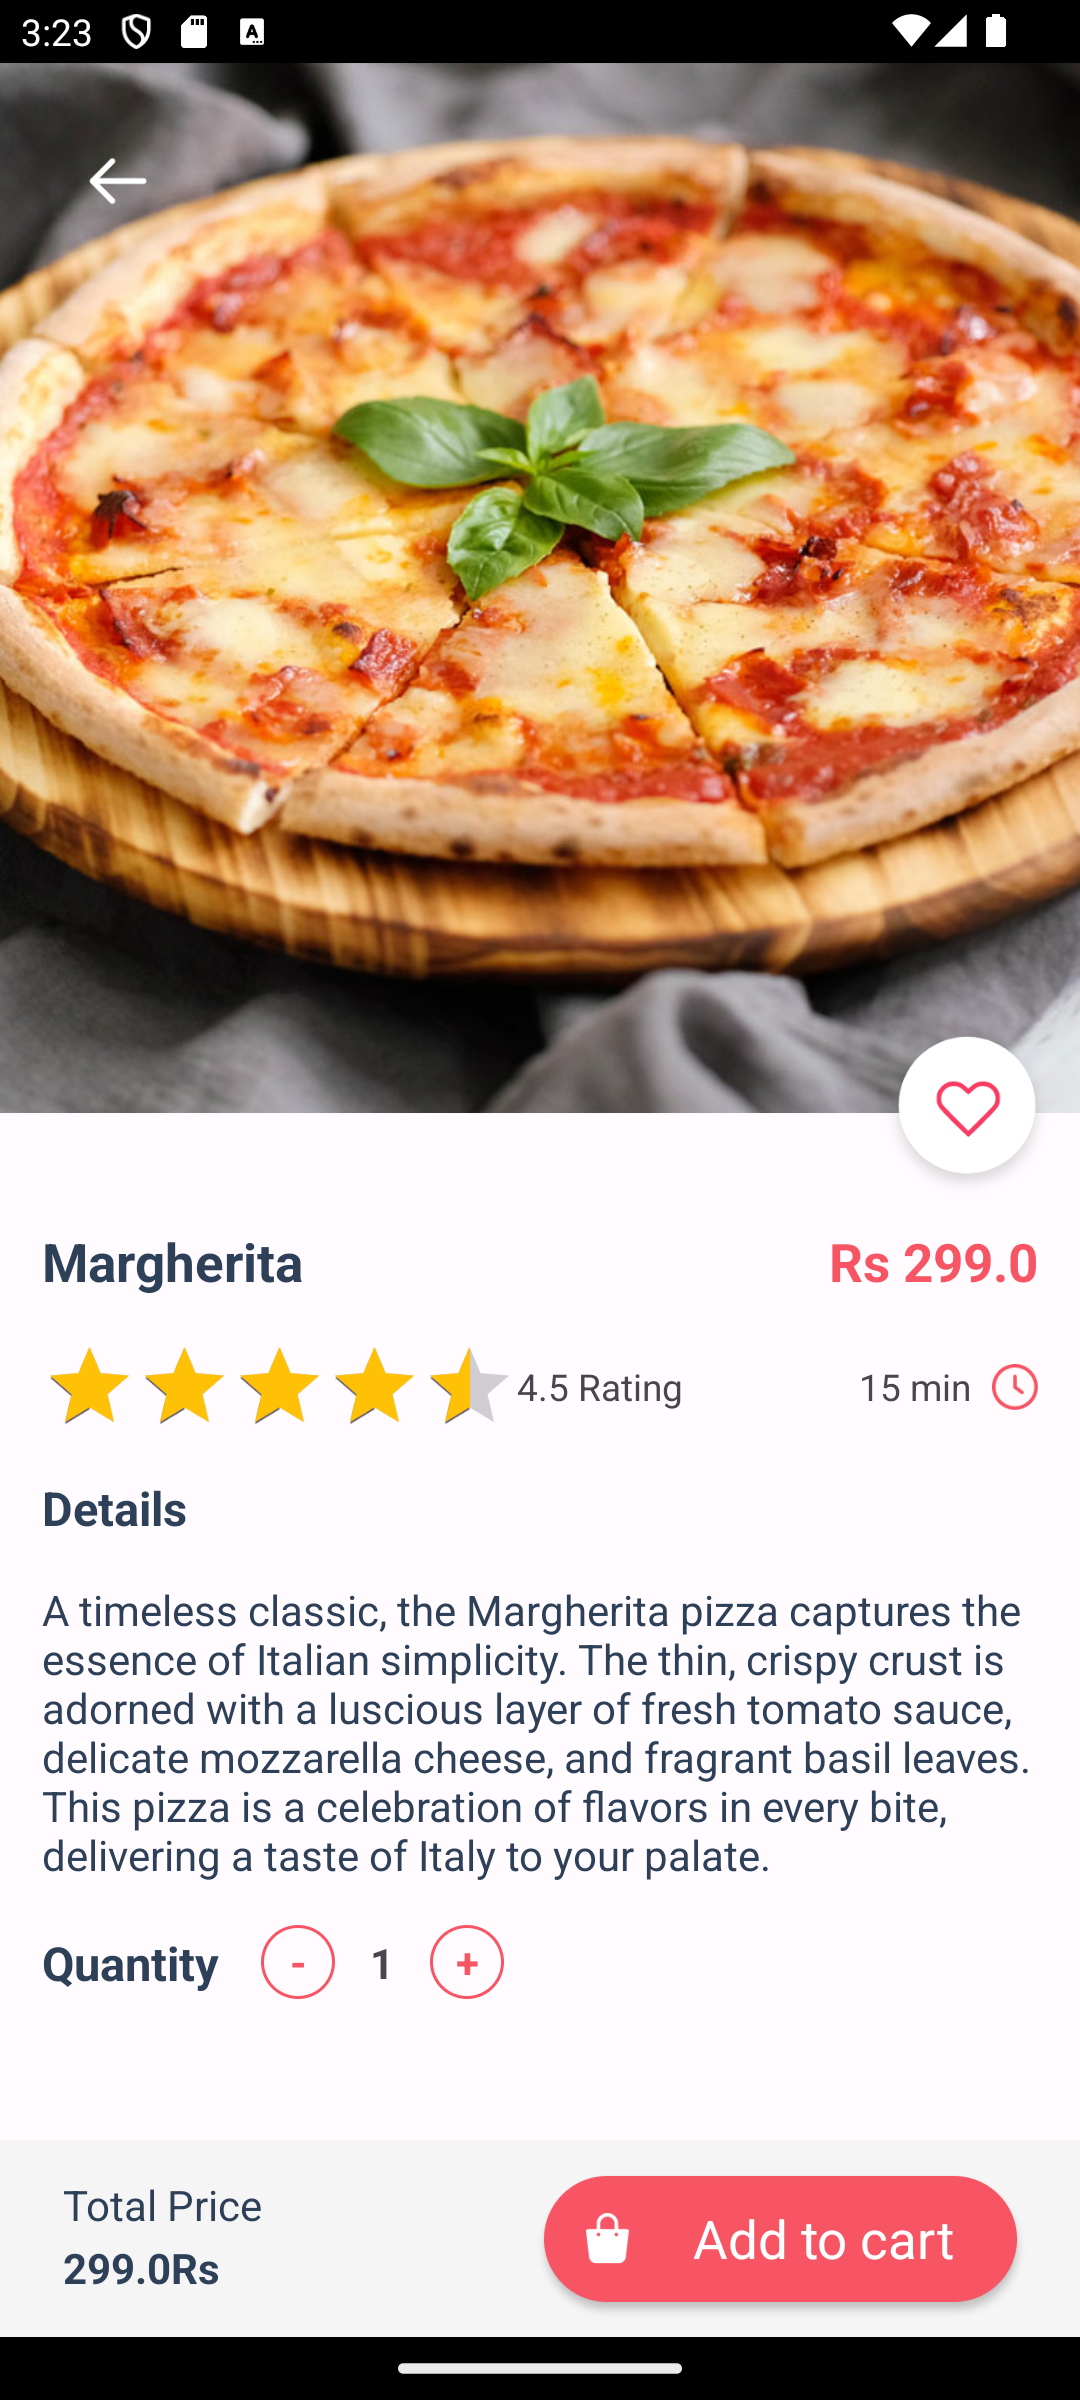 3:23
Margherita
Rs 299.0
4.5 Rating
15 min
Details
A timeless classic, the Margherita pizza captures the
essence of Italian simplicity. The thin, crispy crust is
adorned with a luscious layer of fresh tomato sauce,
delicate mozzarella cheese, and fragrant basil leaves.
This pizza is a celebration of flavors in every bite,
delivering a taste of Italy to your palate.
Quantity - 1 +
Total Price
299.0Rs
Add to cart